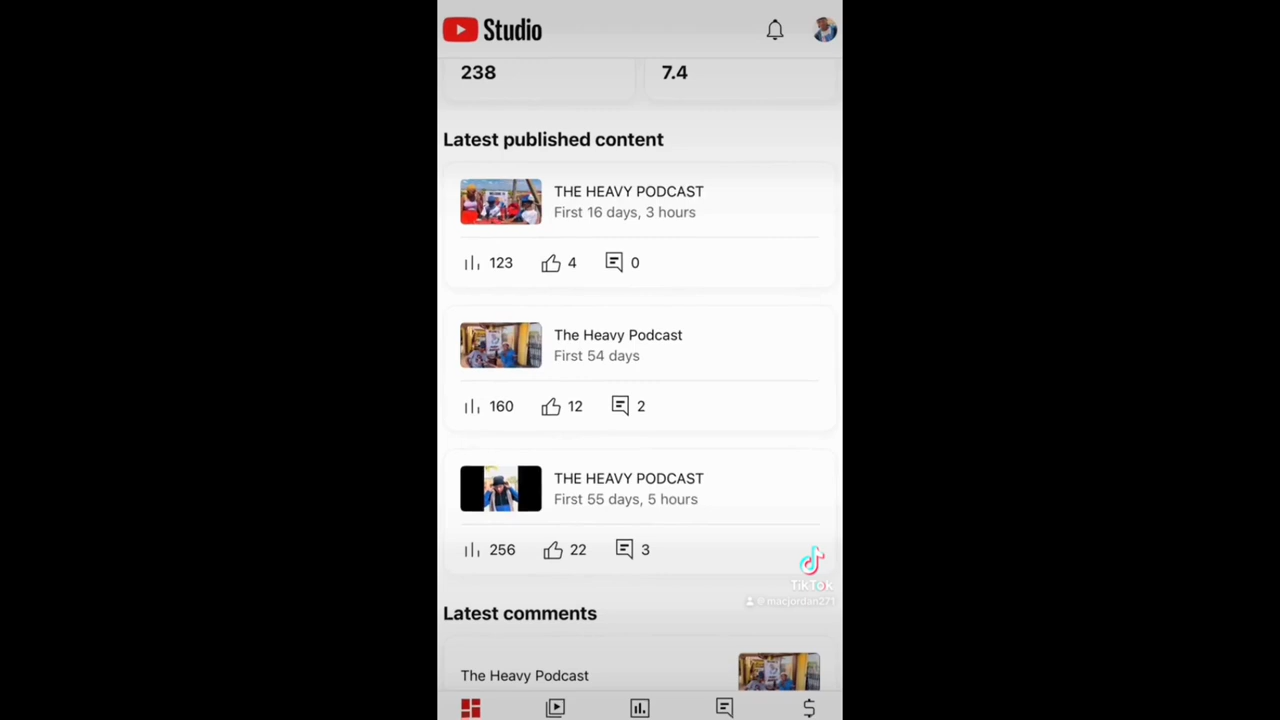 Studio
238
7.4
Latest published content
THE HEAVY PODCAST
First 16 days, 3 hours
123
4
0
The Heavy Podcast
First 54 days
160
12
2
THE HEAVY PODCAST
First 55 days, 5 hours
256
22
3
TikTok
@macjordan271
Latest comments
The Heavy Podcast